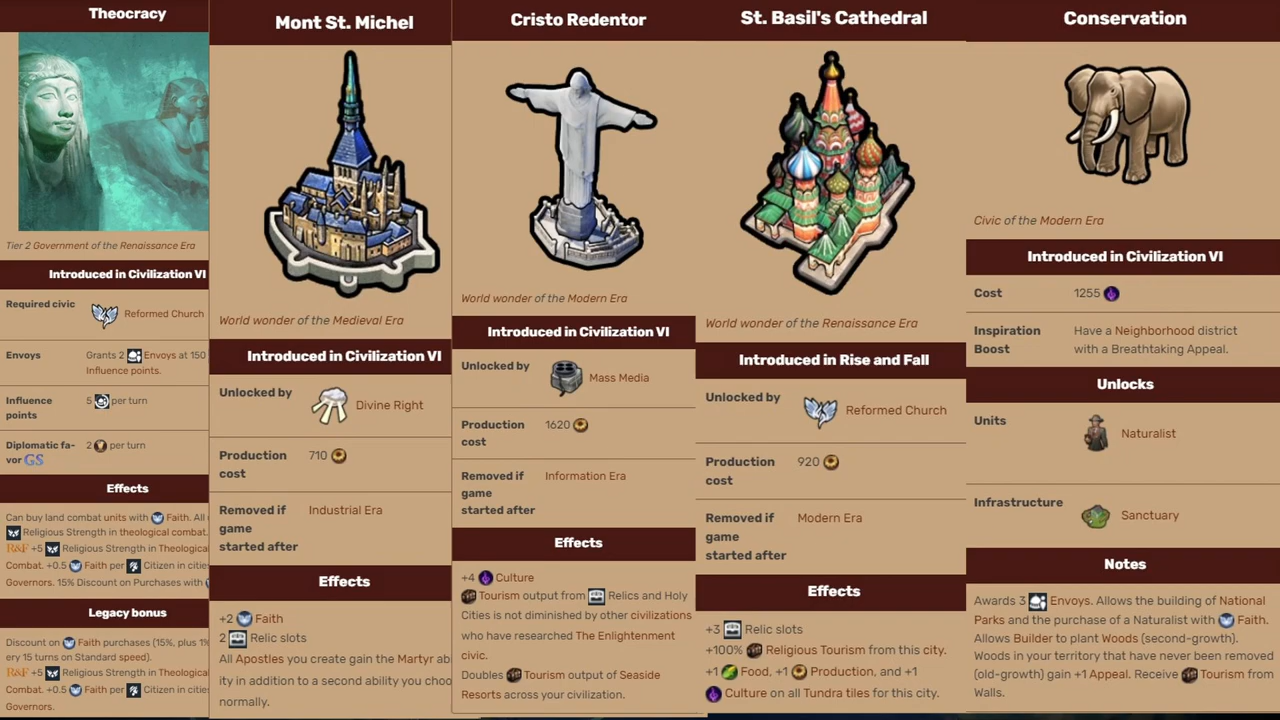 Theocracy
Tier 2 Government of the Renaissance Era
Introduced in Civilization VI
Required civic
Reformed Church
Envoys
Grants 2 Envoys at 150
Influence points.
Influence
points
5 per turn
Diplomatic fa-
vor GS
2 per turn
Effects
Can buy land combat units with Faith. All
Religious Strength in theological combat.
R&F +5 Religious Strength in Theological
Combat. +0.5 Faith per Citizen in cities
Governors. 15% Discount on Purchases with
Legacy bonus
Discount on Faith purchases (15%, plus 1%
ery 15 turns on Standard speed).
R&F +5 Religious Strength in Theological
Combat. +0.5 Faith per Citizen in cities
Governors.
Mont St. Michel
World wonder of the Medieval Era
Introduced in Civilization VI
Unlocked by
Divine Right
Production
cost
710
Removed if
game
started after
Industrial Era
Effects
+2 Faith
2 Relic slots
All Apostles you create gain the Martyr ab
ity in addition to a second ability you choo
normally.
Cristo Redentor
World wonder of the Modern Era
Introduced in Civilization VI
Unlocked by
Mass Media
Production
cost
1620
Removed if
game
started after
Information Era
Effects
+4 Culture
Tourism output from Relics and Holy
Cities is not diminished by other civilizations
who have researched The Enlightenment
civic.
Doubles Tourism output of Seaside
Resorts across your civilization.
St. Basil's Cathedral
World wonder of the Renaissance Era
Introduced in Rise and Fall
Unlocked by
Reformed Church
Production
cost
920
Removed if
game
started after
Modern Era
Effects
+3 Relic slots
+100% Religious Tourism from this city.
+1 Food, +1 Production, and +1
Culture on all Tundra tiles for this city.
Conservation
Civic of the Modern Era
Introduced in Civilization VI
Cost
1255
Inspiration
Boost
Have a Neighborhood district
with a Breathtaking Appeal.
Unlocks
Units
Naturalist
Infrastructure
Sanctuary
Notes
Awards 3 Envoys. Allows the building of National
Parks and the purchase of a Naturalist with Faith.
Allows Builder to plant Woods (second-growth).
Woods in your territory that have never been removed
(old-growth) gain +1 Appeal. Receive Tourism from
Walls.